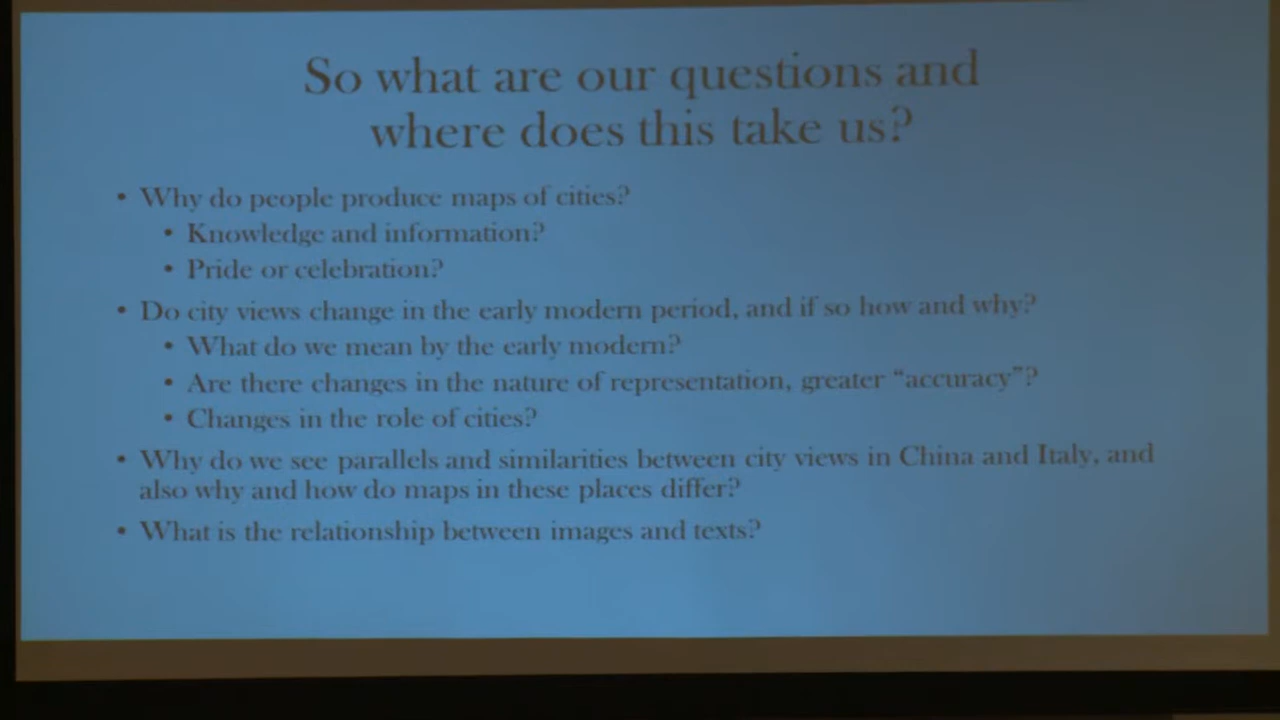 So what are our questions and
where does this take us?
• Why do people produce maps of cities?
• Knowledge and information?
• Pride or celebration?
• Do city views change in the early modern period, and if so how and why?
• What do we mean by the early modern?
• Are there changes in the nature of representation, greater “accuracy”?
• Changes in the role of cities?
• Why do we see parallels and similarities between city views in China and Italy, and
also why and how do maps in these places differ?
• What is the relationship between images and texts?